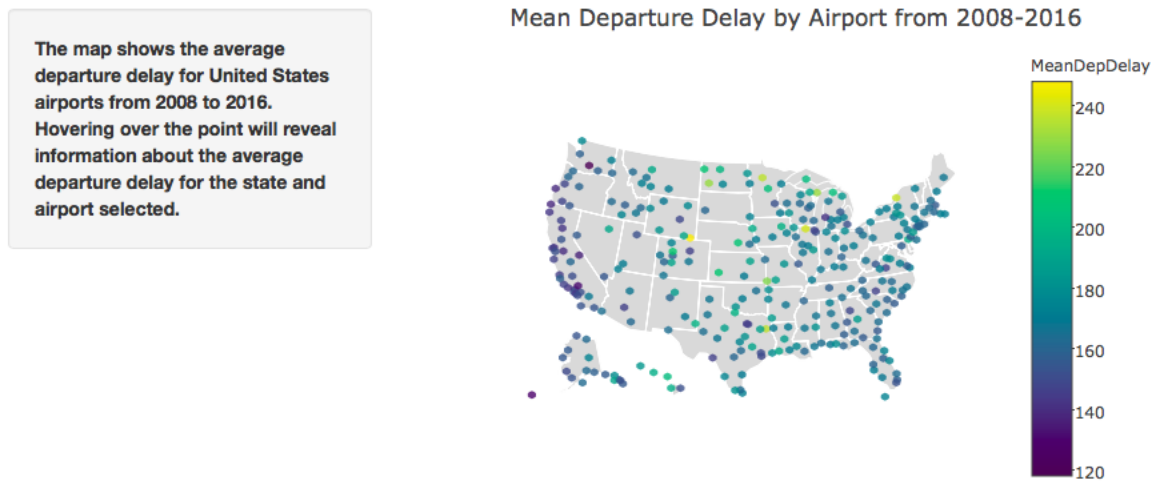 The map shows the average
departure delay for United States
airports from 2008 to 2016.
Hovering over the point will reveal
information about the average
departure delay for the state and
airport selected.
Mean Departure Delay by Airport from 2008-2016
MeanDepDelay
240
220
200
180
160
140
120